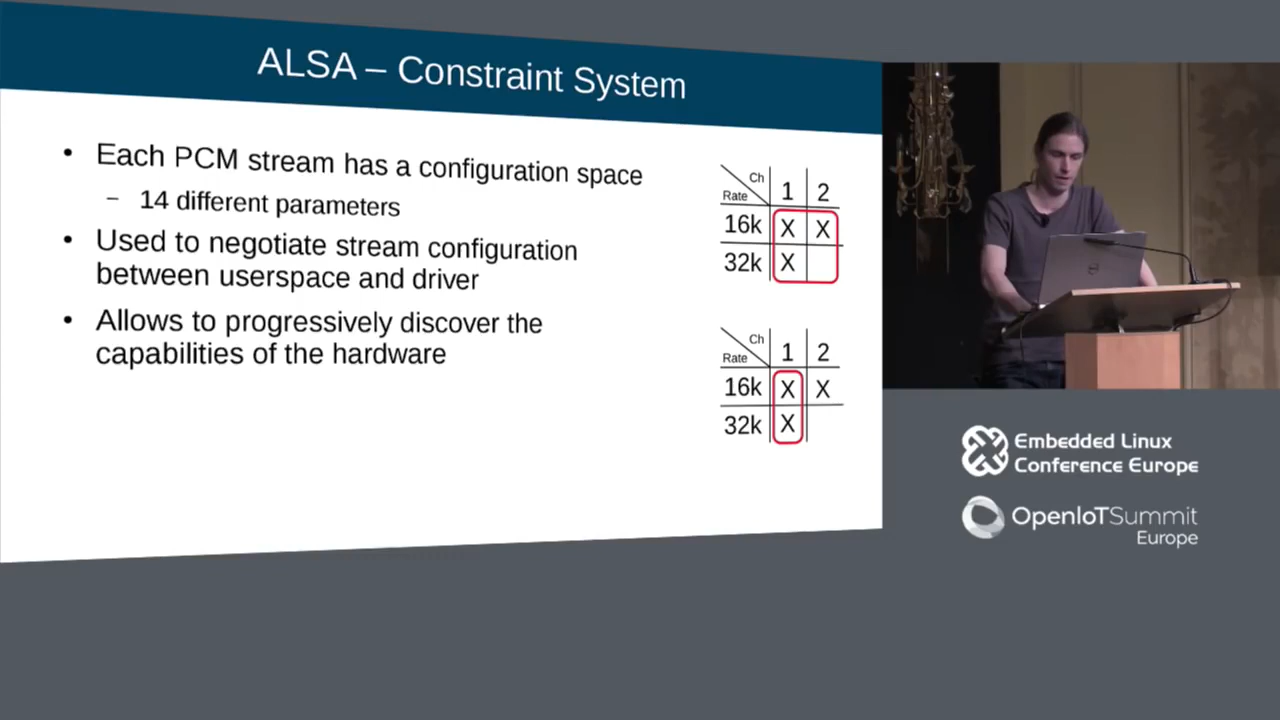 ALSA – Constraint System
• Each PCM stream has a configuration space
– 14 different parameters
• Used to negotiate stream configuration
between userspace and driver
• Allows to progressively discover the
capabilities of the hardware
Ch
Rate
1 2
16k X X
32k X
Ch
Rate
1 2
16k X X
32k X
Embedded Linux
Conference Europe
OpenIoTSummit
Europe